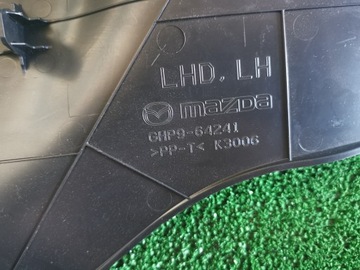 LHD. LH
mazda
GHP9-64241
>PP-T< K3006